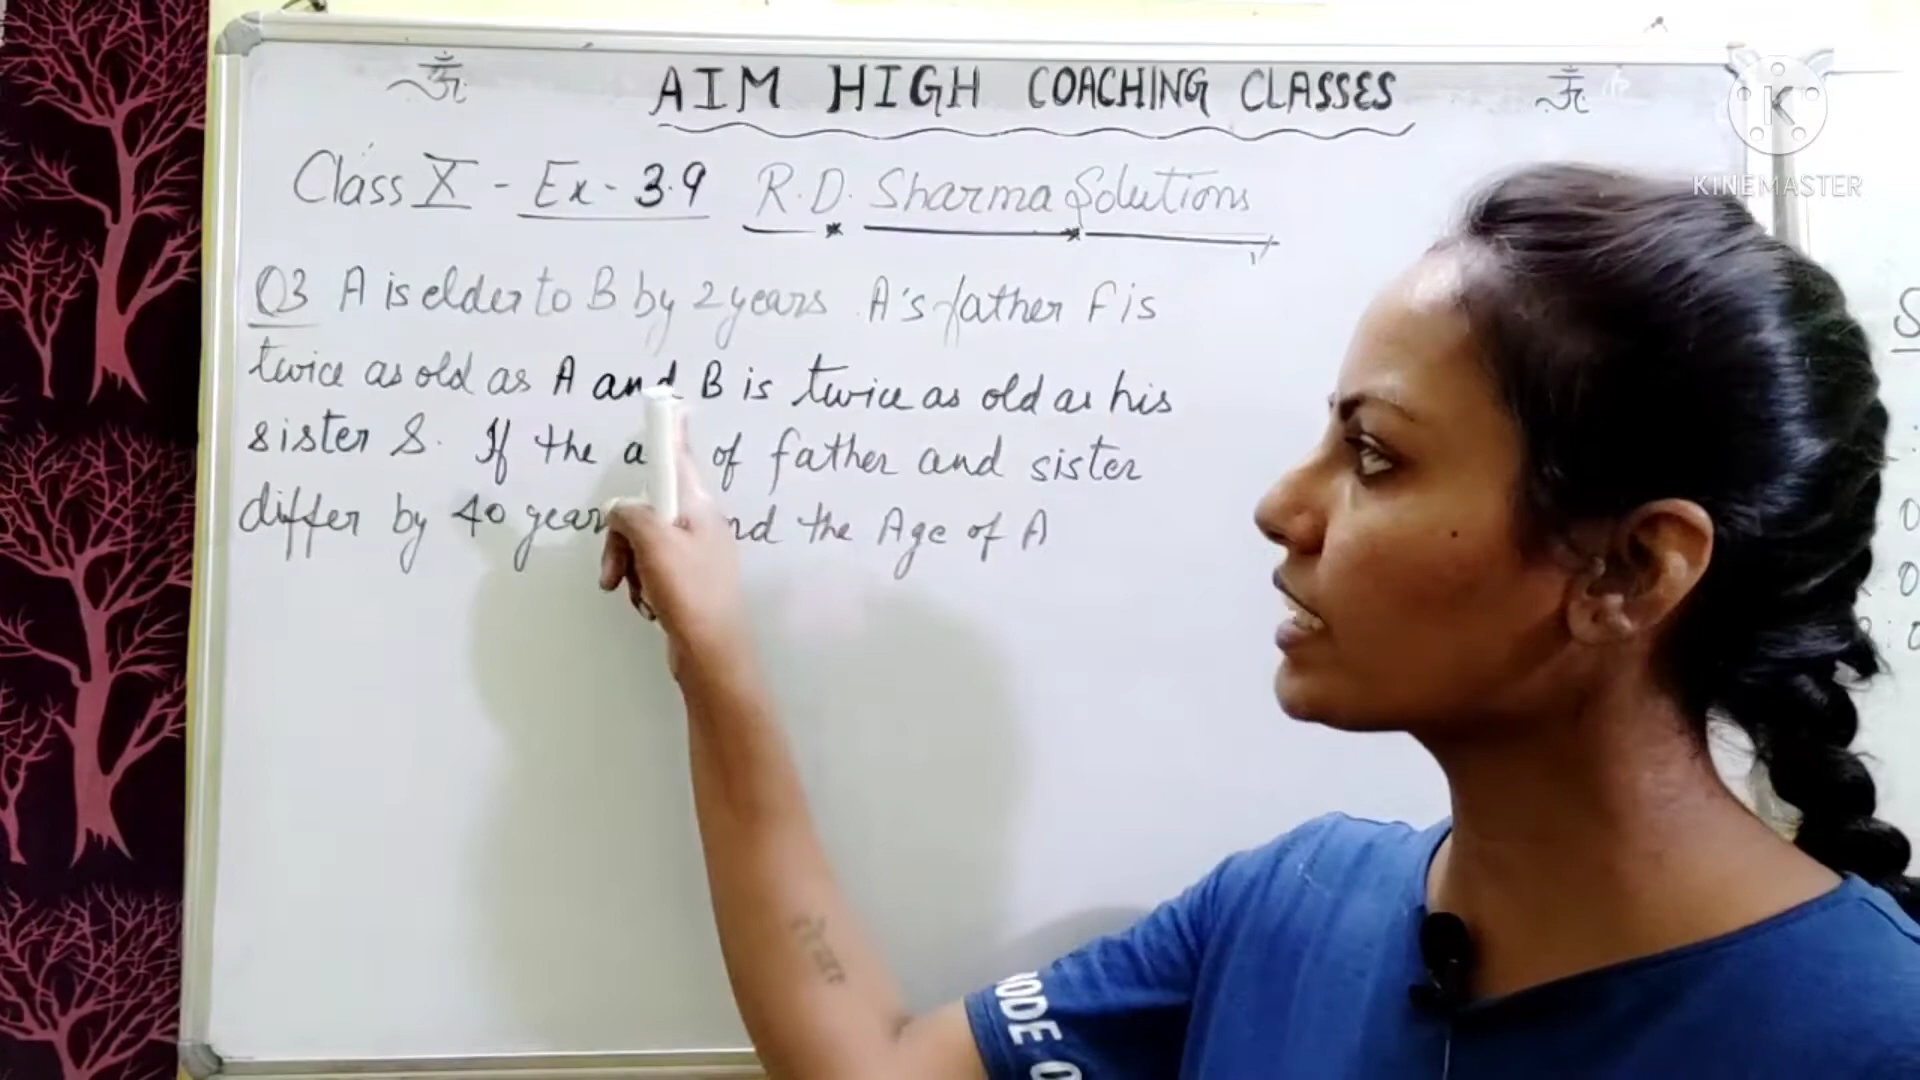 ॐ AIM HIGH COACHING CLASSES ॐ
KINEMASTER
Class X - Ex - 3.9 R.D. Sharma Solutions
Q3 A is elder to B by 2 years A's father F is
twice as old as A and B is twice as old as his
sister S. If the a of father and sister
differ by 40 year nd the Age of A
ODE